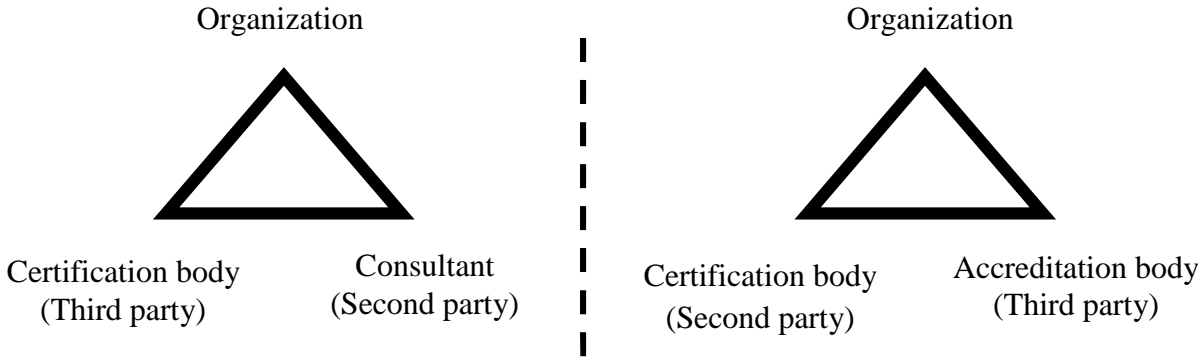 Organization
Certification body
(Third party)
Consultant
(Second party)
Organization
Certification body
(Second party)
Accreditation body
(Third party)